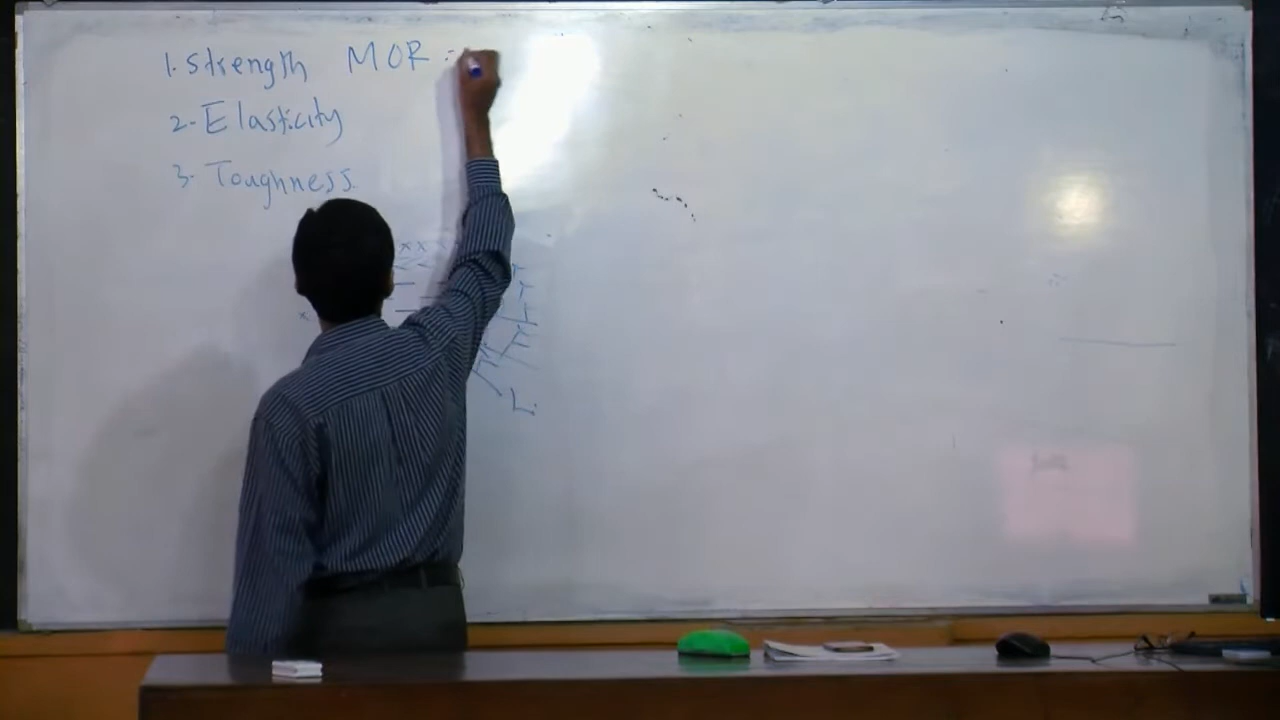 1. Strength MOR
2. Elasticity
3. Toughness.
x x
x
L